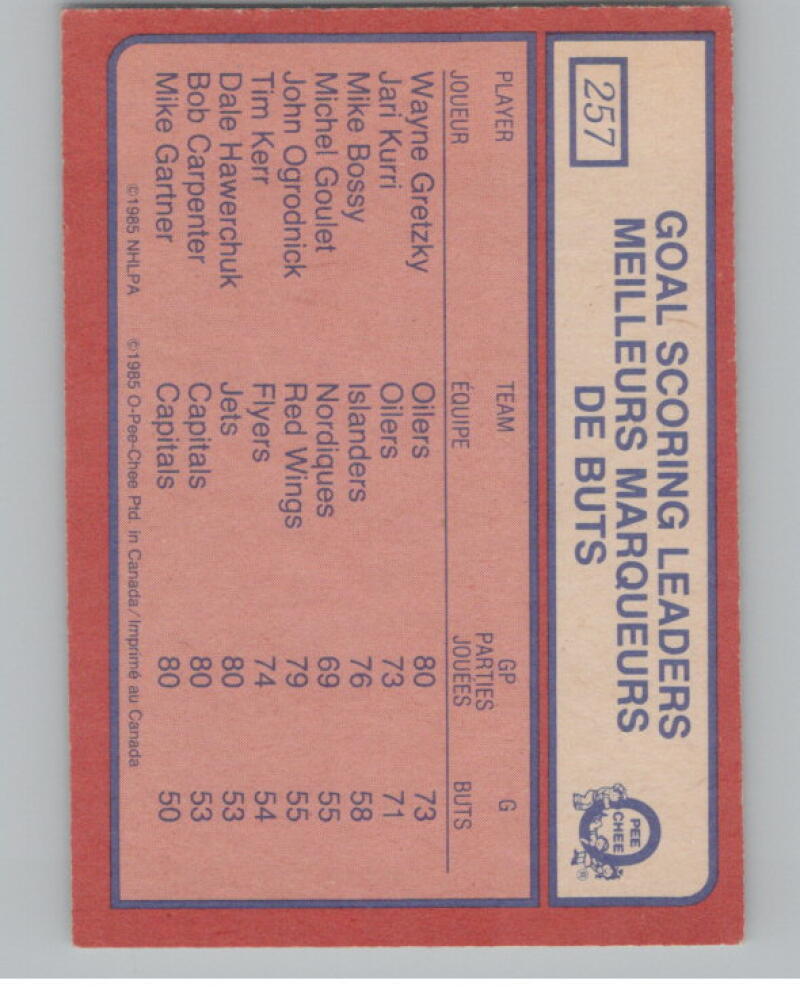 257
GOAL SCORING LEADERS
MEILLEURS MARQUEURS
DE BUTS
PEE
CHEE
®
PLAYER TEAM GP G
JOUEUR ÉQUIPE PARTIES JOUÉES BUTS
Wayne Gretzky Oilers 80 73
Jari Kurri Oilers 73 71
Mike Bossy Islanders 76 58
Michel Goulet Nordiques 69 55
John Ogrodnick Red Wings 79 55
Tim Kerr Flyers 74 54
Dale Hawerchuk Jets 80 53
Bob Carpenter Capitals 80 53
Mike Gartner Capitals 80 50
©1985 NHLPA ©1985 O-Pee-Chee Ptd. in Canada/Imprimé au Canada